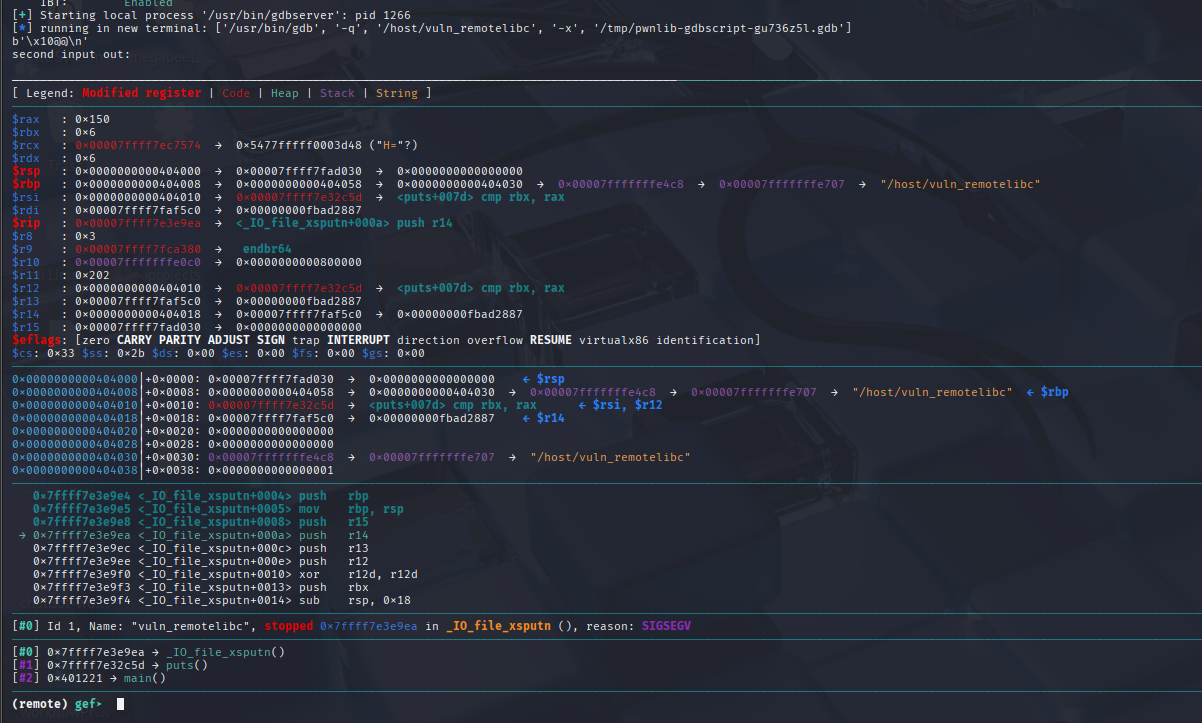 IBT: Enabled
[+] Starting local process '/usr/bin/gdbserver': pid 1266
[*] running in new terminal: ['/usr/bin/gdb', '-q', '/host/vuln_remotelibc', '-x', '/tmp/pwnlib-gdbscript-gu736z5l.gdb']
b'\x10@@\n'
second input out:
[ Legend: Modified register | Code | Heap | Stack | String ]
$rax   : 0×150
$rbx   : 0×6
$rcx   : 0×00007ffff7ec7574  →  0×5477fffff0003d48 ("H="?)
$rdx   : 0×6
$rsp   : 0×0000000000404000  →  0×00007ffff7fad030  →  0×0000000000000000
$rbp   : 0×0000000000404008  →  0×0000000000404058  →  0×0000000000404030  →  0×00007fffffffe4c8  →  0×00007fffffffe707  →  "/host/vuln_remotelibc"
$rsi   : 0×0000000000404010  →  0×00007ffff7e32c5d  →  <puts+007d> cmp rbx, rax
$rdi   : 0×00007ffff7faf5c0  →  0×00000000fbad2887
$rip   : 0×00007ffff7e3e9ea  →  <_IO_file_xsputn+000a> push r14
$r8    : 0×3
$r9    : 0×00007ffff7fca380  →   endbr64
$r10   : 0×00007fffffffe0c0  →  0×0000000000800000
$r11   : 0×202
$r12   : 0×0000000000404010  →  0×00007ffff7e32c5d  →  <puts+007d> cmp rbx, rax
$r13   : 0×00007ffff7faf5c0  →  0×00000000fbad2887
$r14   : 0×0000000000404018  →  0×00007ffff7faf5c0  →  0×00000000fbad2887
$r15   : 0×00007ffff7fad030  →  0×0000000000000000
$eflags: [zero CARRY PARITY ADJUST SIGN trap INTERRUPT direction overflow RESUME virtualx86 identification]
$cs: 0×33 $ss: 0×2b $ds: 0×00 $es: 0×00 $fs: 0×00 $gs: 0×00
0×0000000000404000│+0×0000: 0×00007ffff7fad030  →  0×0000000000000000    ← $rsp
0×0000000000404008│+0×0008: 0×0000000000404058  →  0×0000000000404030  →  0×00007fffffffe4c8  →  0×00007fffffffe707  →  "/host/vuln_remotelibc"  ← $rbp
0×0000000000404010│+0×0010: 0×00007ffff7e32c5d  →  <puts+007d> cmp rbx, rax    ← $rsi, $r12
0×0000000000404018│+0×0018: 0×00007ffff7faf5c0  →  0×00000000fbad2887    ← $r14
0×0000000000404020│+0×0020: 0×0000000000000000
0×0000000000404028│+0×0028: 0×0000000000000000
0×0000000000404030│+0×0030: 0×00007fffffffe4c8  →  0×00007fffffffe707  →  "/host/vuln_remotelibc"
0×0000000000404038│+0×0038: 0×0000000000000001
0×7ffff7e3e9e4 <_IO_file_xsputn+0004> push   rbp
0×7ffff7e3e9e5 <_IO_file_xsputn+0005> mov    rbp, rsp
0×7ffff7e3e9e8 <_IO_file_xsputn+0008> push   r15
→ 0×7ffff7e3e9ea <_IO_file_xsputn+000a> push   r14
0×7ffff7e3e9ec <_IO_file_xsputn+000c> push   r13
0×7ffff7e3e9ee <_IO_file_xsputn+000e> push   r12
0×7ffff7e3e9f0 <_IO_file_xsputn+0010> xor    r12d, r12d
0×7ffff7e3e9f3 <_IO_file_xsputn+0013> push   rbx
0×7ffff7e3e9f4 <_IO_file_xsputn+0014> sub    rsp, 0×18
[#0] Id 1, Name: "vuln_remotelibc", stopped 0×7ffff7e3e9ea in _IO_file_xsputn (), reason: SIGSEGV
[#0] 0×7ffff7e3e9ea → _IO_file_xsputn()
[#1] 0×7ffff7e32c5d → puts()
[#2] 0×401221 → main()
(remote) gef➤